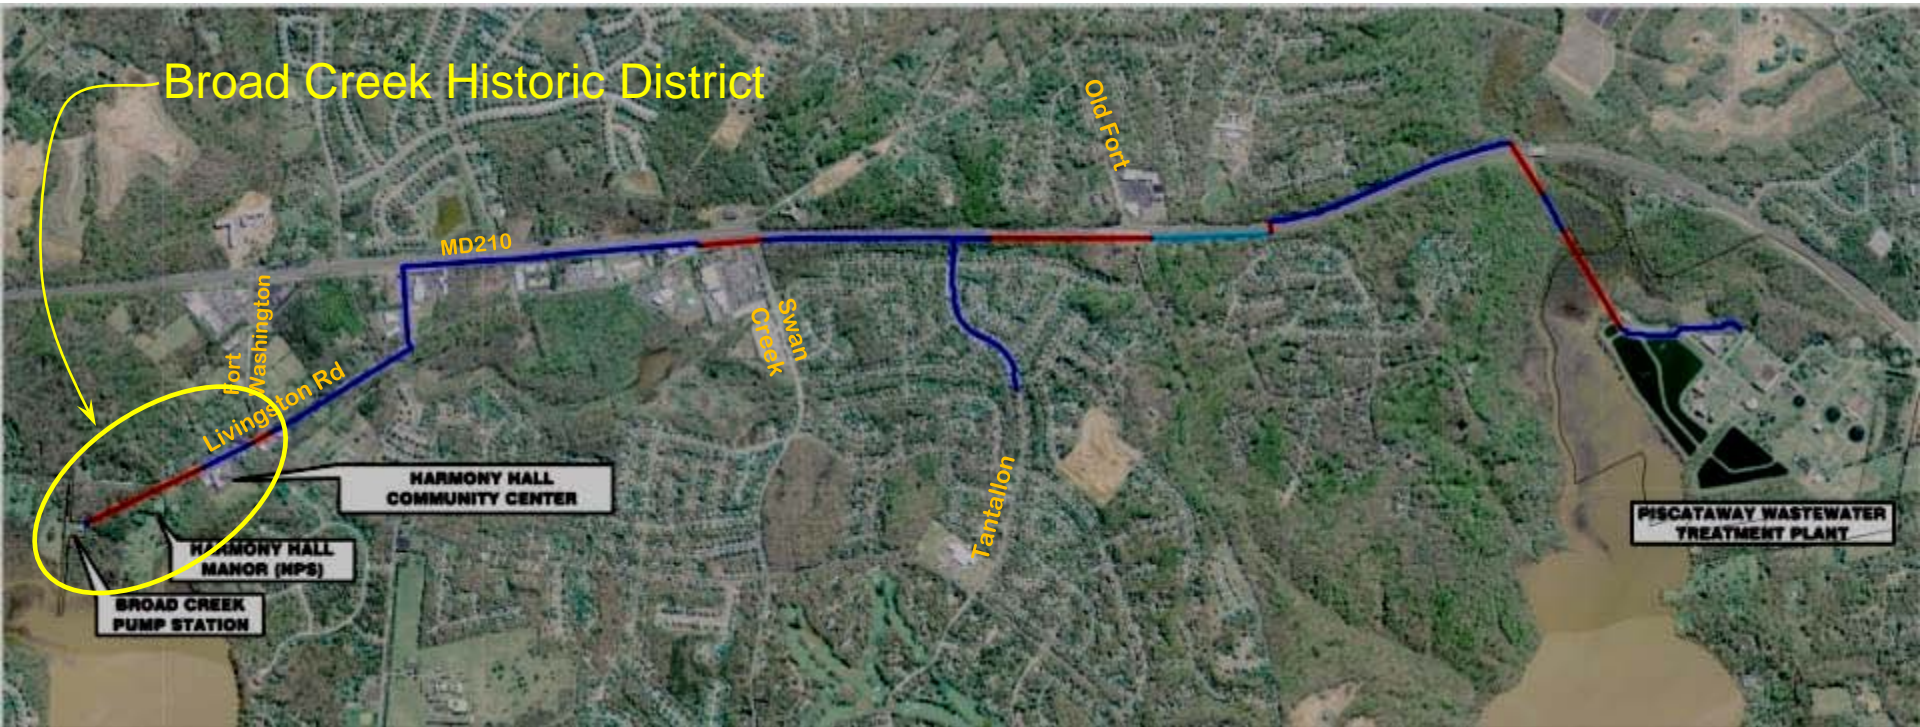 Broad Creek Historic District
Old Fort
MD210
Fort
Washington
Swan
Creek
Livingston Rd
HARMONY HALL
COMMUNITY CENTER
Tantallon
PISCATAWAY WASTEWATER
TREATMENT PLANT
HARMONY HALL
MANOR (NPS)
BROAD CREEK
PUMP STATION